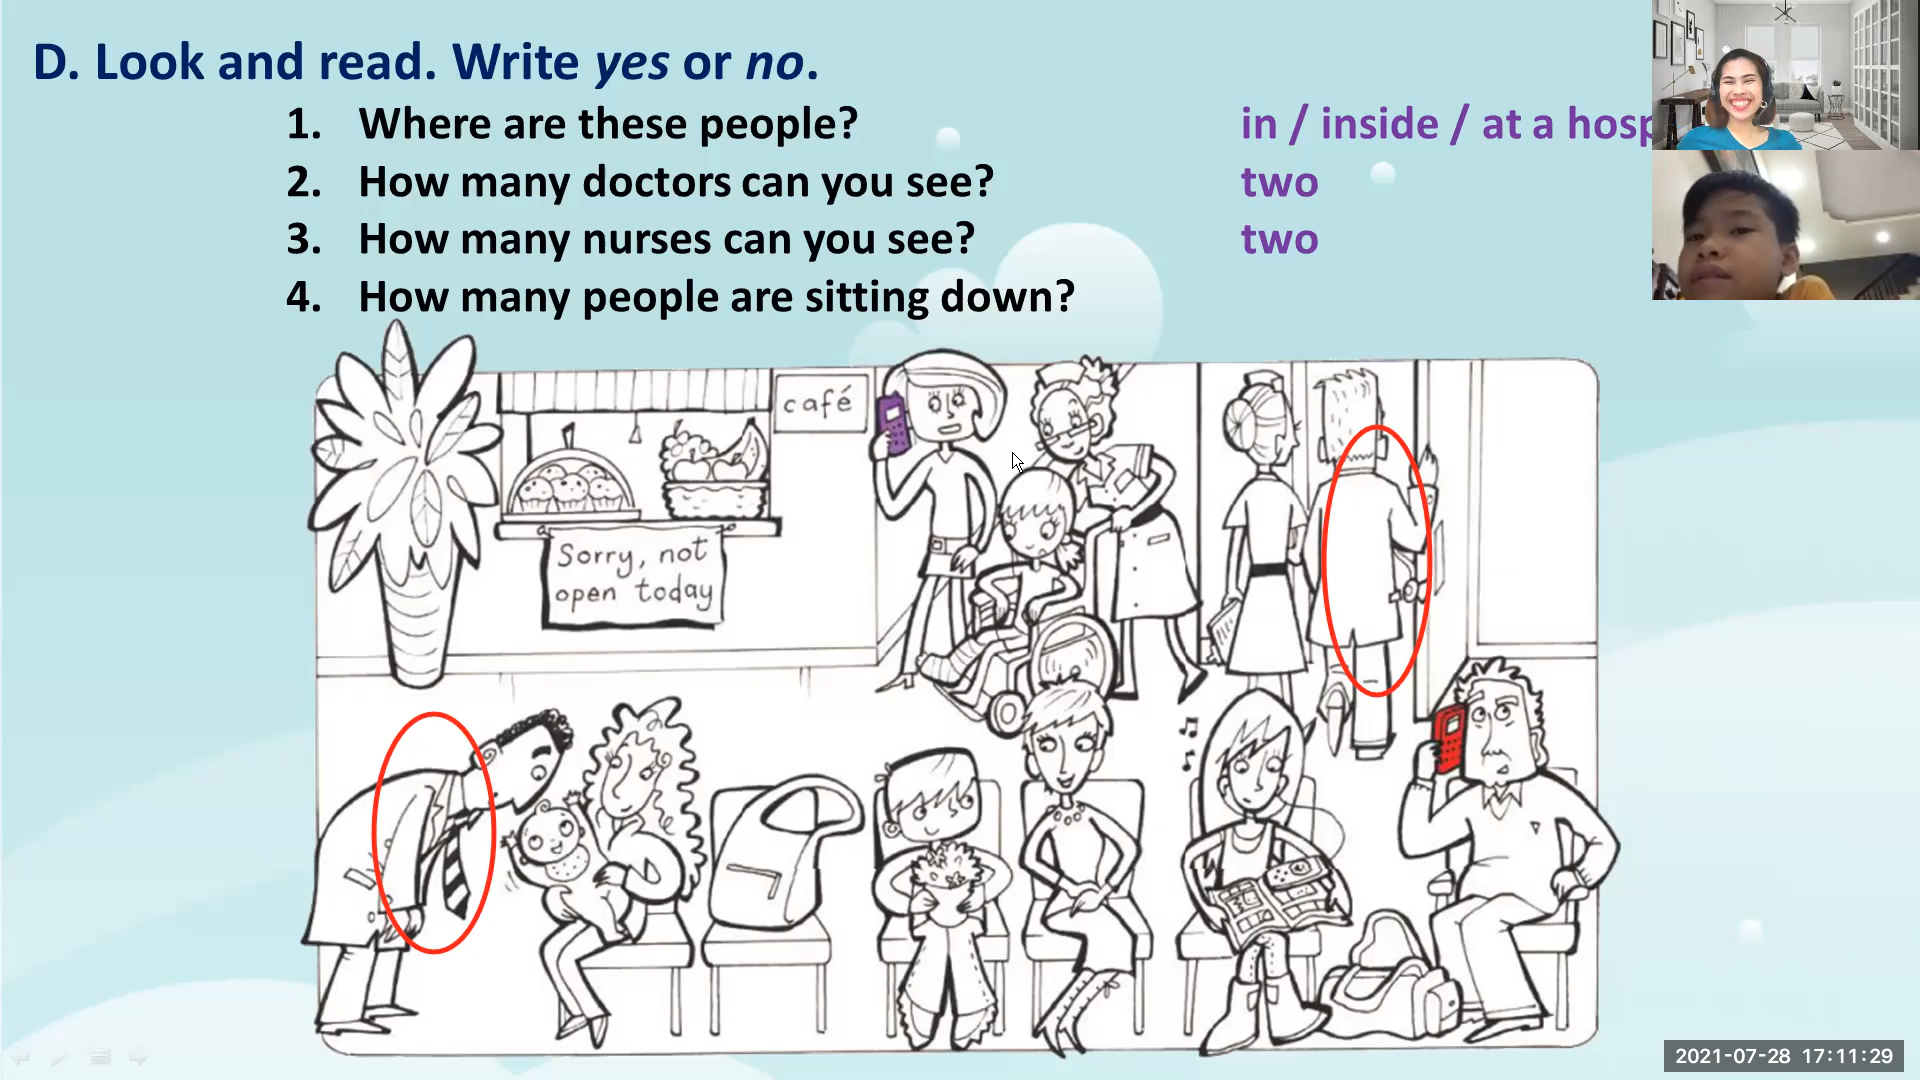 D. Look and read. Write yes or no.
1. Where are these people? in / inside / at a hosp
2. How many doctors can you see? two
3. How many nurses can you see? two
4. How many people are sitting down?
café
Sorry, not
open today
2021-07-28 17:11:29